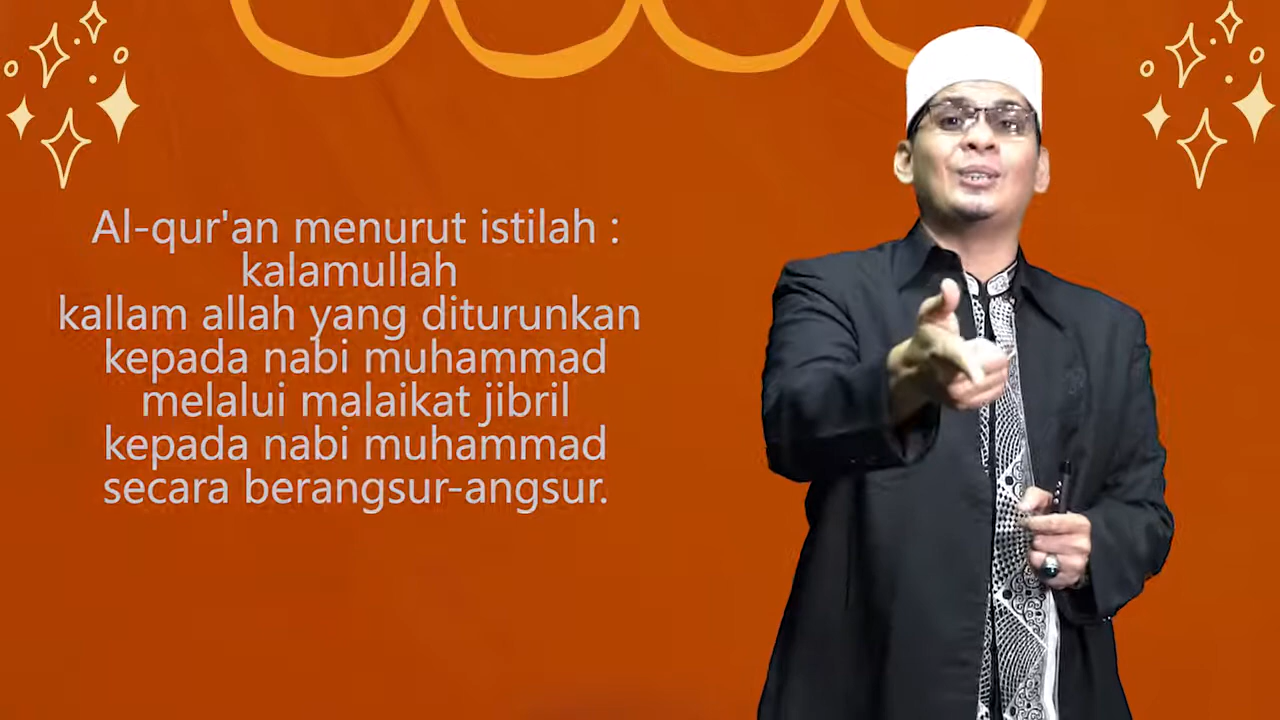 Al-qur'an menurut istilah :
kalamullah
kallam allah yang diturunkan
kepada nabi muhammad
melalui malaikat jibril
kepada nabi muhammad
secara berangsur-angsur.